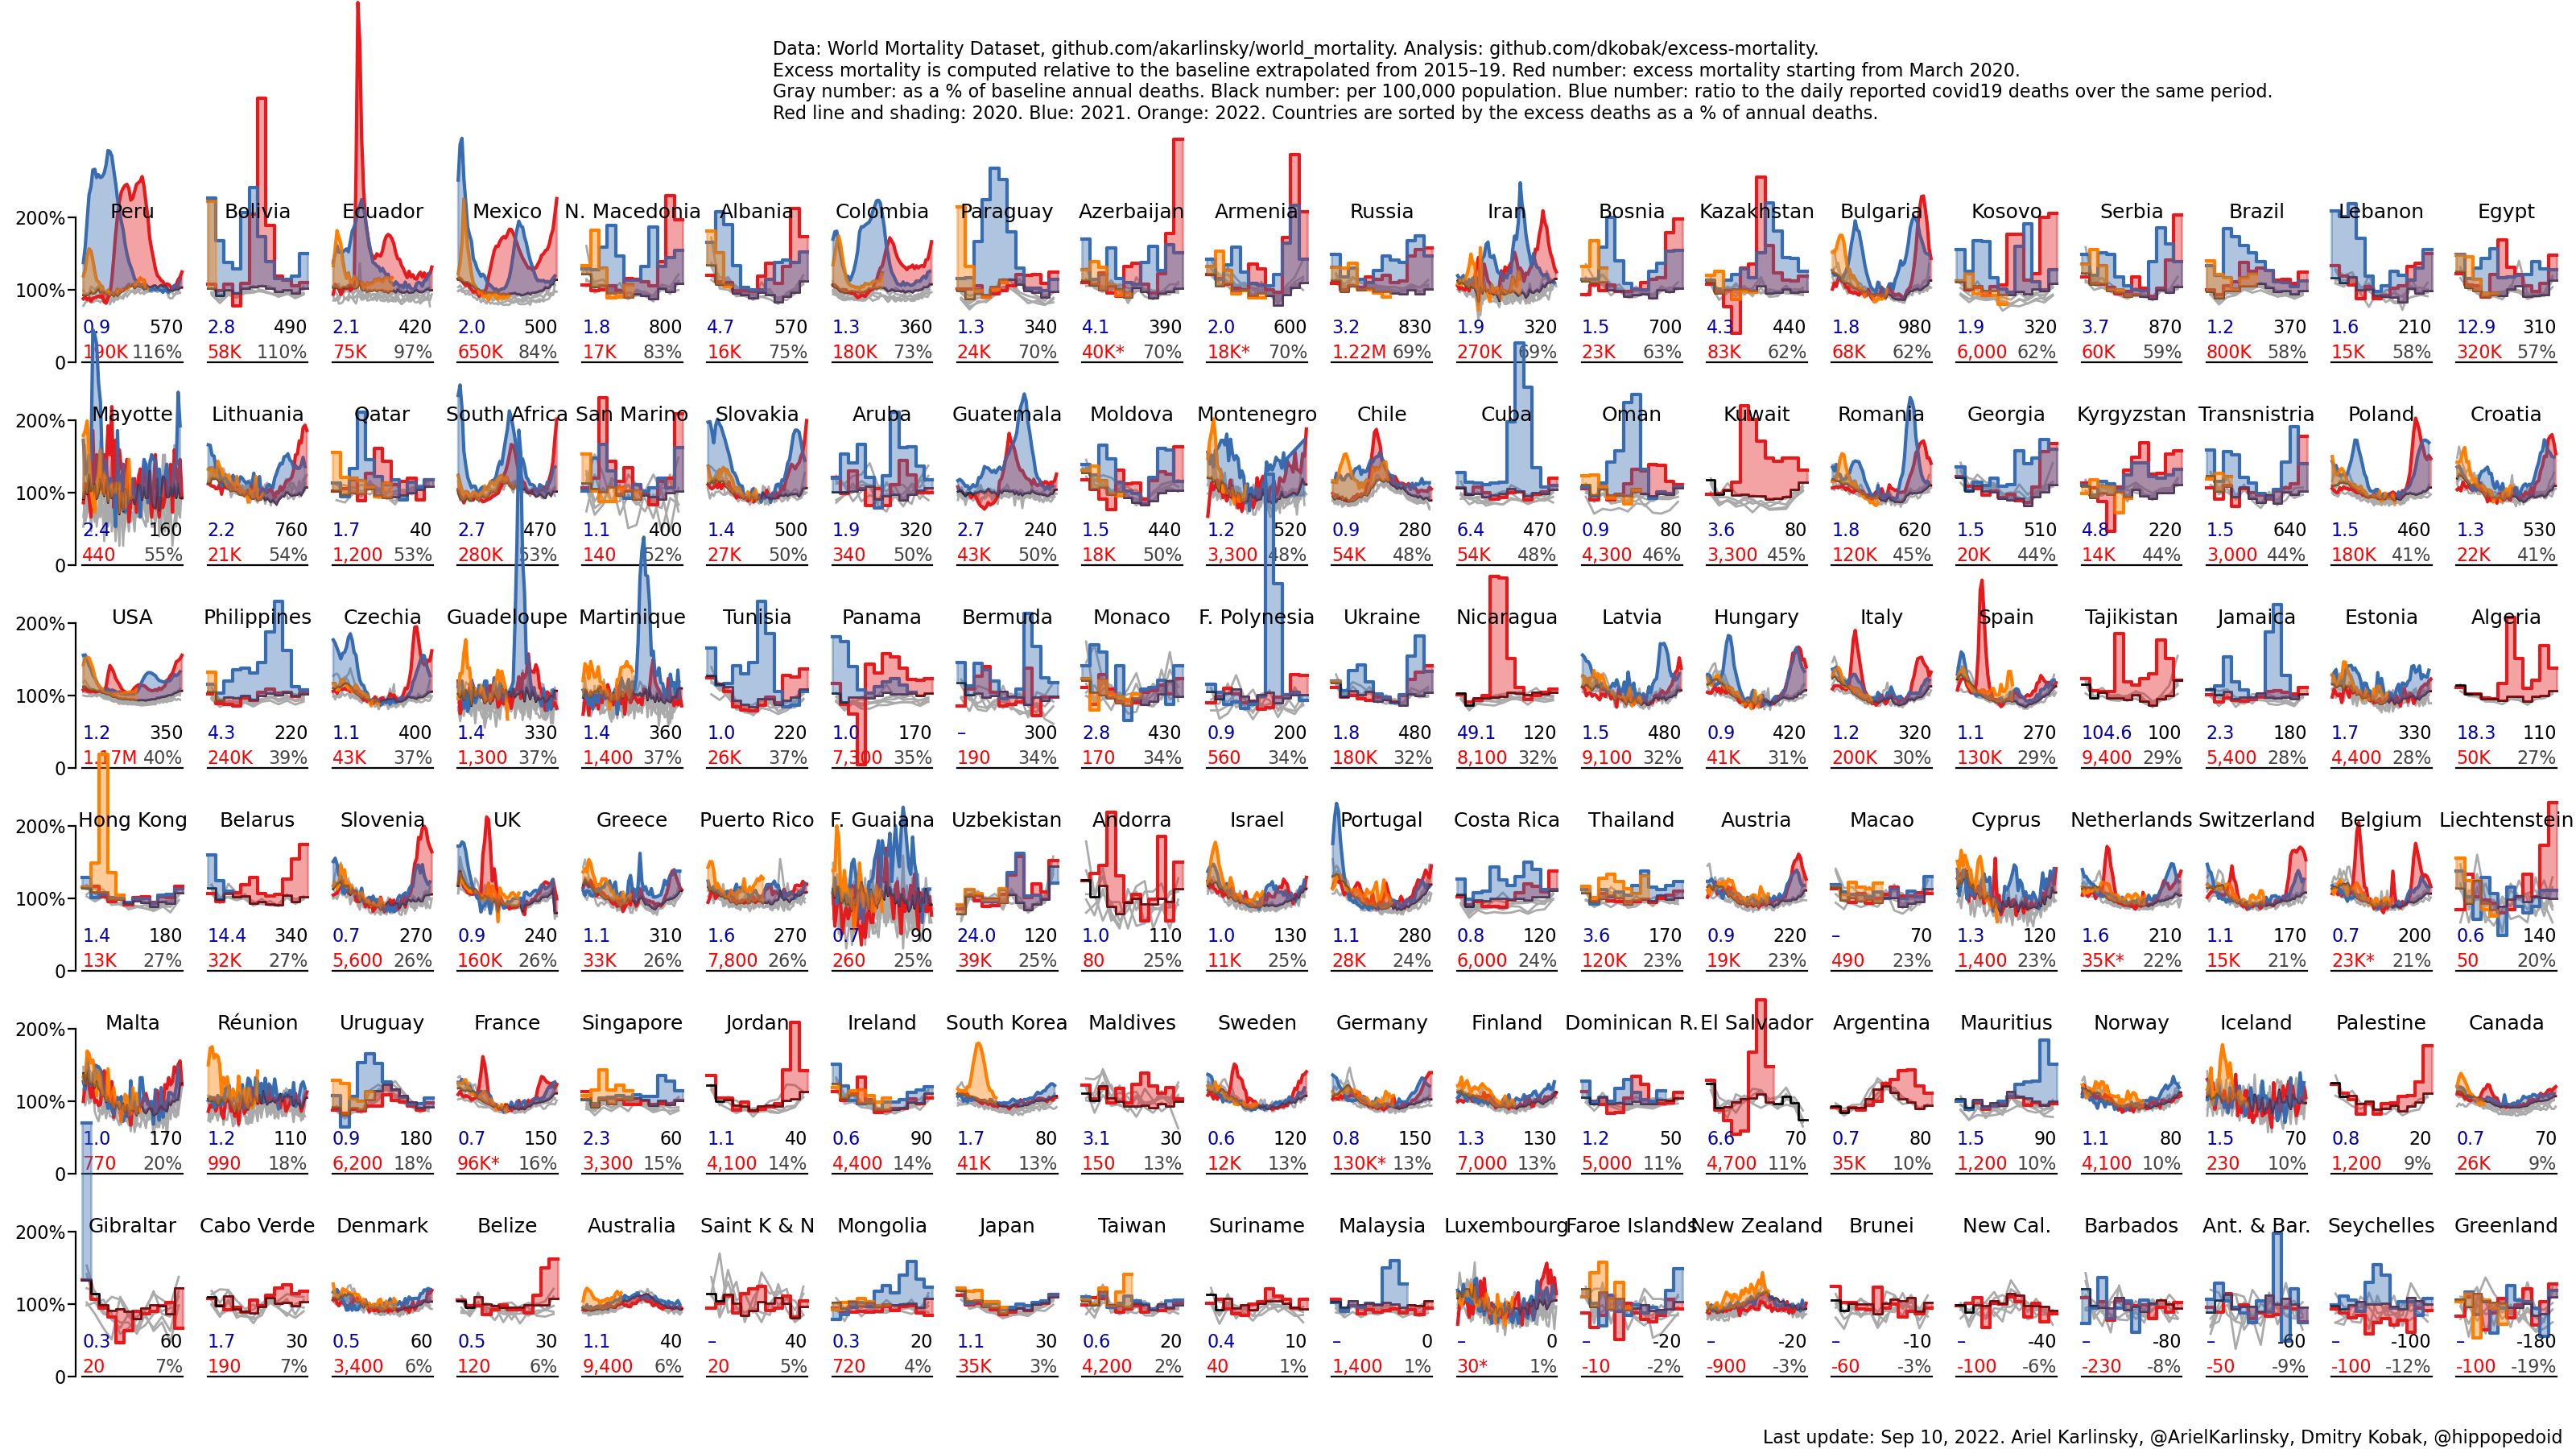 Data: World Mortality Dataset, github.com/akarlinsky/world_mortality. Analysis: github.com/dkobak/excess-mortality.
Excess mortality is computed relative to the baseline extrapolated from 2015–19. Red number: excess mortality starting from March 2020.
Gray number: as a % of baseline annual deaths. Black number: per 100,000 population. Blue number: ratio to the daily reported covid19 deaths over the same period.
Red line and shading: 2020. Blue: 2021. Orange: 2022. Countries are sorted by the excess deaths as a % of annual deaths.
200% Peru Bolivia Ecuador Mexico N. Macedonia Albania Colombia Paraguay Azerbaijan Armenia Russia Iran Bosnia Kazakhstan Bulgaria Kosovo Serbia Brazil Lebanon Egypt
100%
0.9 570 2.8 490 2.1 420 2.0 500 1.8 800 4.7 570 1.3 360 1.3 340 4.1 390 2.0 600 3.2 830 1.9 320 1.5 700 4.3 440 1.8 980 1.9 320 3.7 870 1.2 370 1.6 210 12.9 310
0 190K 116% 58K 110% 75K 97% 650K 84% 17K 83% 16K 75% 180K 73% 24K 70% 40K* 70% 18K* 70% 1.22M 69% 270K 69% 23K 63% 83K 62% 68K 62% 6,000 62% 60K 59% 800K 58% 15K 58% 320K 57%
200% Mayotte Lithuania Qatar South Africa San Marino Slovakia Aruba Guatemala Moldova Montenegro Chile Cuba Oman Kuwait Romania Georgia Kyrgyzstan Transnistria Poland Croatia
100%
2.4 160 2.2 760 1.7 40 2.7 470 1.1 400 1.4 500 1.9 320 2.7 240 1.5 440 1.2 520 0.9 280 6.4 470 0.9 80 3.6 80 1.8 620 1.5 510 4.8 220 1.5 640 1.5 460 1.3 530
0 440 55% 21K 54% 1,200 53% 280K 53% 140 52% 27K 50% 340 50% 43K 50% 18K 50% 3,300 48% 54K 48% 54K 48% 4,300 46% 3,300 45% 120K 45% 20K 44% 14K 44% 3,000 44% 180K 41% 22K 41%
200% USA Philippines Czechia Guadeloupe Martinique Tunisia Panama Bermuda Monaco F. Polynesia Ukraine Nicaragua Latvia Hungary Italy Spain Tajikistan Jamaica Estonia Algeria
100%
1.2 350 4.3 220 1.1 400 1.4 330 1.4 360 1.0 220 1.0 170 – 300 2.8 430 0.9 200 1.8 480 49.1 120 1.5 480 0.9 420 1.2 320 1.1 270 104.6 100 2.3 180 1.7 330 18.3 110
0 40% 240K 39% 43K 37% 1,300 37% 1,400 37% 26K 37% 7,300 35% 190 34% 170 34% 560 34% 180K 32% 8,100 32% 9,100 32% 41K 31% 200K 30% 130K 29% 9,400 29% 5,400 28% 4,400 28% 50K 27%
200% Hong Kong Belarus Slovenia UK Greece Puerto Rico F. Guaiana Uzbekistan Andorra Israel Portugal Costa Rica Thailand Austria Macao Cyprus Netherlands Switzerland Belgium Liechtenstein
100%
1.4 180 14.4 340 0.7 270 0.9 240 1.1 310 1.6 270 0.7 90 24.0 120 1.0 110 1.0 130 1.1 280 0.8 120 3.6 170 0.9 220 – 70 1.3 120 1.6 210 1.1 170 0.7 200 0.6 140
0 13K 27% 32K 27% 5,600 26% 160K 26% 33K 26% 7,800 26% 260 25% 39K 25% 80 25% 11K 25% 28K 24% 6,000 24% 120K 23% 19K 23% 490 23% 1,400 23% 35K* 22% 15K 21% 23K* 21% 50 20%
200% Malta Réunion Uruguay France Singapore Jordan Ireland South Korea Maldives Sweden Germany Finland Dominican R. El Salvador Argentina Mauritius Norway Iceland Palestine Canada
100%
1.0 170 1.2 110 0.9 180 0.7 150 2.3 60 1.1 40 0.6 90 1.7 80 3.1 30 0.6 120 0.8 150 1.3 130 1.2 50 6.6 70 0.7 80 1.5 90 1.1 80 1.5 70 0.8 20 0.7 70
0 770 20% 990 18% 6,200 18% 96K* 16% 3,300 15% 4,100 14% 4,400 14% 41K 13% 150 13% 12K 13% 130K* 13% 7,000 13% 5,000 11% 4,700 11% 35K 10% 1,200 10% 4,100 10% 230 10% 1,200 9% 26K 9%
200% Gibraltar Cabo Verde Denmark Belize Australia Saint K & N Mongolia Japan Taiwan Suriname Malaysia Luxembourg Faroe Islands New Zealand Brunei New Cal. Barbados Ant. & Bar. Seychelles Greenland
100%
0.3 60 1.7 30 0.5 60 0.5 30 1.1 40 – 40 0.3 20 1.1 30 0.6 20 0.4 10 – 0 – 0 – -20 – -20 – -10 – -40 – -80 – -60 – -100 – -180
0 20 7% 190 7% 3,400 6% 120 6% 9,400 6% 20 5% 720 4% 35K 3% 4,200 2% 40 1% 1,400 1% 30* 1% -10 -2% -900 -3% -60 -3% -100 -6% -230 -8% -50 -9% -100 -12% -100 -19%
Last update: Sep 10, 2022. Ariel Karlinsky, @ArielKarlinsky, Dmitry Kobak, @hippopedoid